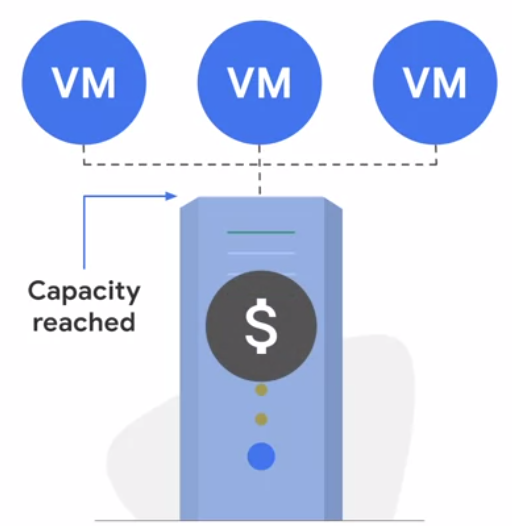 VM VM VM
Capacity
reached
$